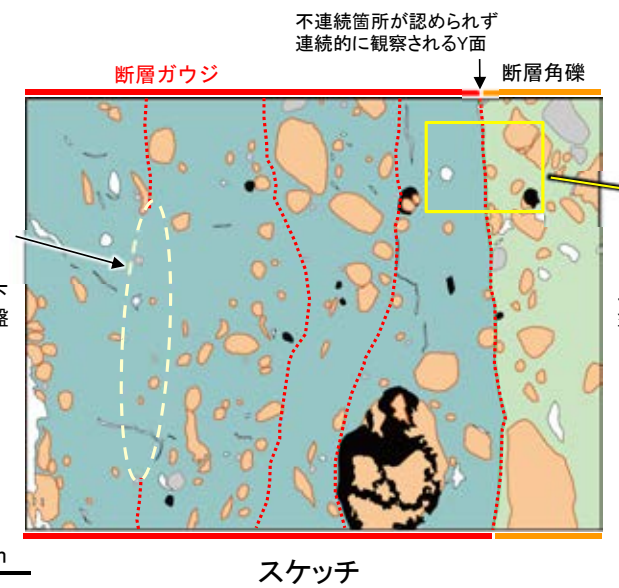 不連続箇所が認められず
連続的に観察されるY面
断層ガウジ
断層角礫
盤
スケッチ